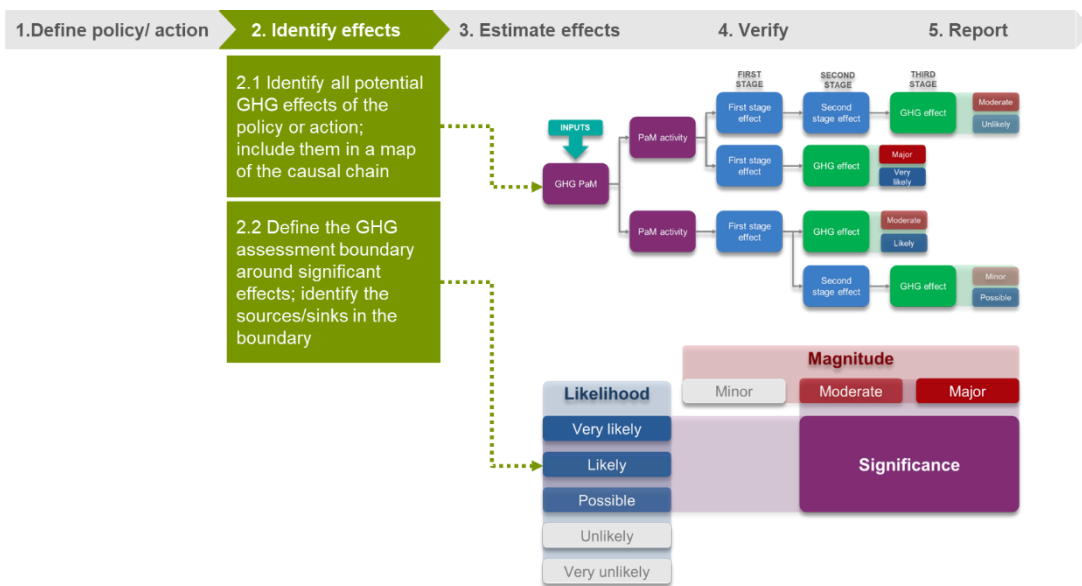 1.Define policy/ action
2. Identify effects
3. Estimate effects
4. Verify
5. Report
2.1 Identify all potential
GHG effects of the
policy or action;
include them in a map
of the causal chain
2.2 Define the GHG
assessment boundary
around significant
effects; identify the
sources/sinks in the
boundary
FIRST
STAGE
SECOND
STAGE
THIRD
STAGE
INPUTS
GHG PaM
PaM activity
First stage
effect
Second
stage effect
GHG effect
Moderate
Unlikely
First stage
effect
GHG effect
Major
Very
likely
PaM activity
First stage
effect
GHG effect
Moderate
Likely
Second
stage effect
GHG effect
Minor
Possible
Magnitude
Likelihood
Minor
Moderate
Major
Very likely
Likely
Possible
Unlikely
Very unlikely
Significance